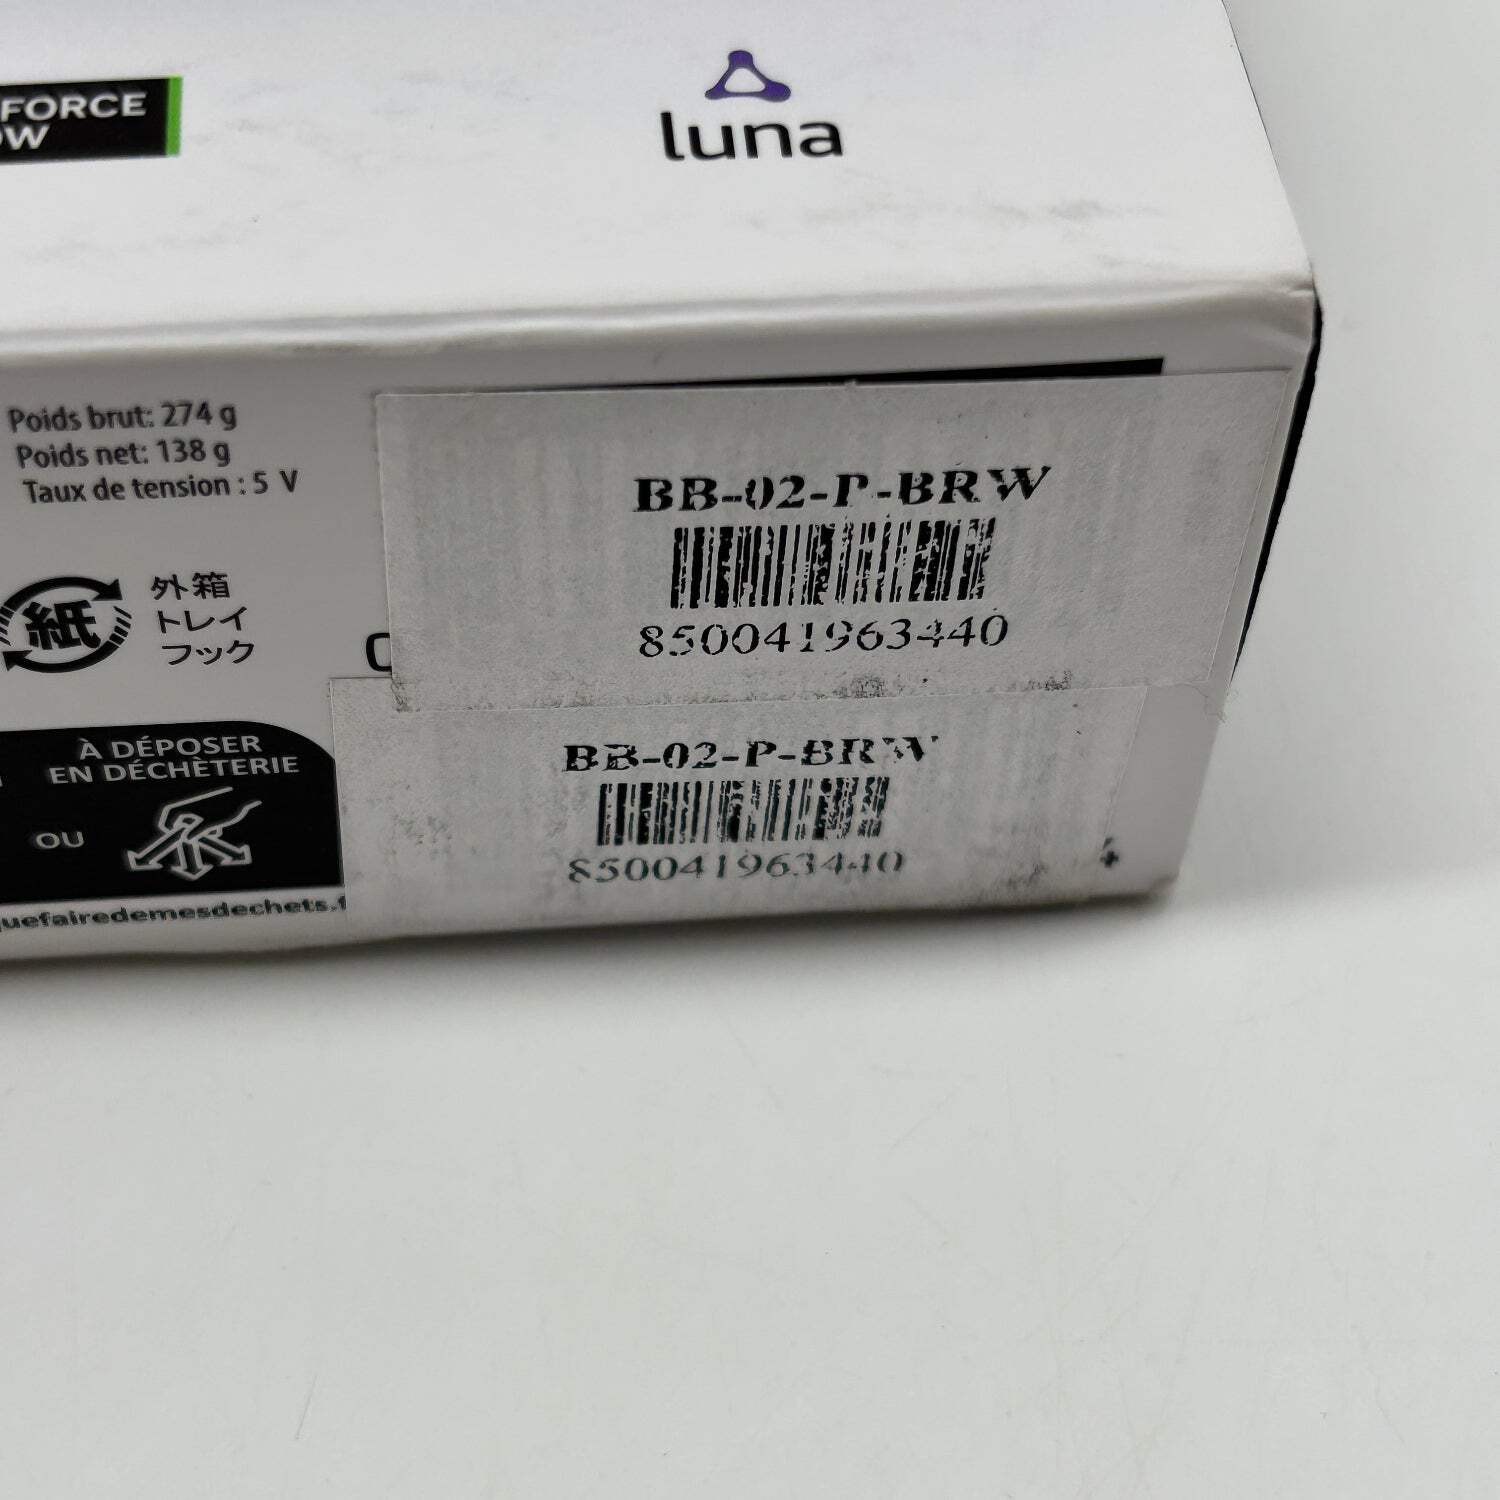 FORCE
OW
luna
Poids brut: 274 g
Poids net: 138 g
Taux de tension : 5 V
紙
外箱
トレイ
フック
BB-02-P-BRW
850041963440
À DÉPOSER
EN DÉCHÈTERIE
OU
BB-02-P-BRW
850041963440
quefairedemesdechets.f